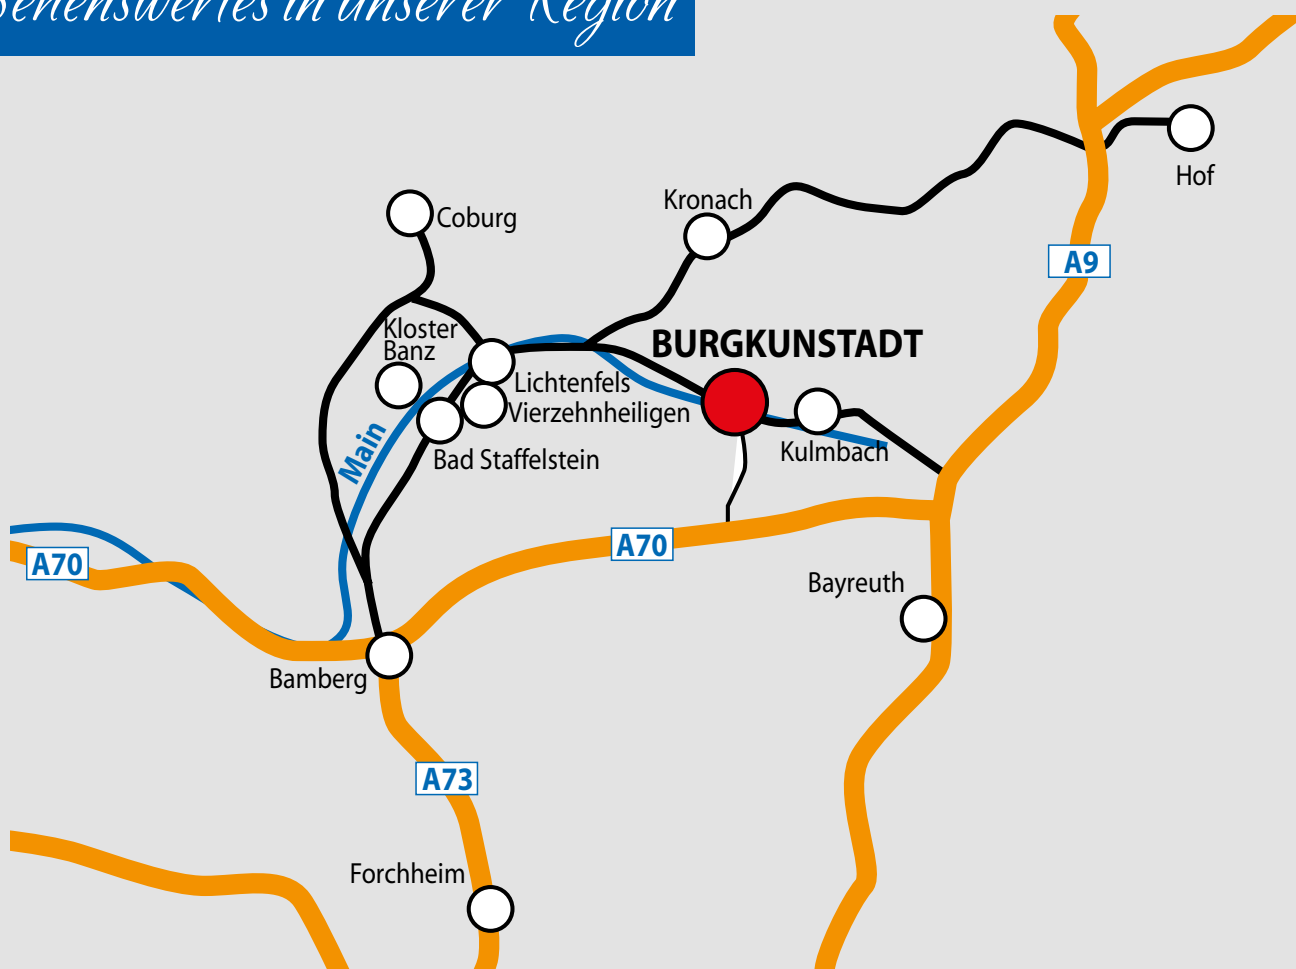 Sehenswertes in unserer Region
Hof
Kronach
Coburg
A9
Kloster
Banz
BURGKUNSTADT
Lichtenfels
Vierzehnheiligen
Main
Bad Staffelstein
Kulmbach
A70
A70
Bayreuth
Bamberg
A73
Forchheim